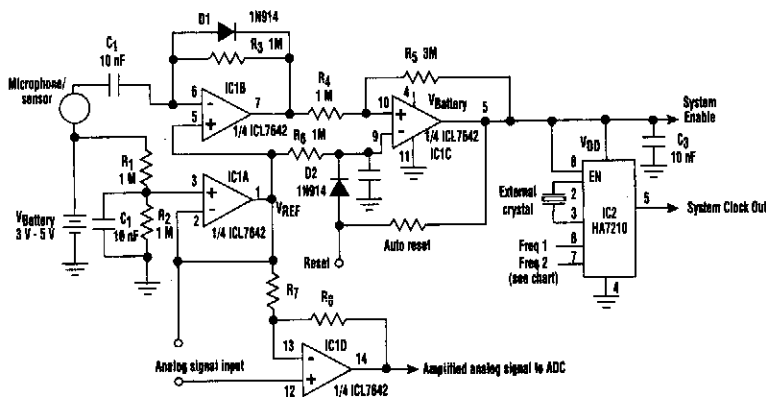 D1
1N914
R3 1M
C1
10 nF
Microphone/
sensor
6
5
IC1B
7
1/4 ICL7642
R4
1 M
R5 3M
10
9
4
11
VBattery
5
1/4 ICL7642
IC1C
System
Enable
VDD
C3
10 nF
8
EN
External
crystal
2
3
IC2
HA7210
5
System Clock Out
Freq 1
6
Freq 2
7
(see chart)
4
R6 1M
D2
1N914
R1
1 M
IC1A
3
2
1
VREF
1/4 ICL7642
VBattery
3 V - 5 V
C1
10 nF
R2
1 M
Reset
Auto reset
R7
R8
13
12
IC1D
14
1/4 ICL7642
Analog signal input
Amplified analog signal to ADC